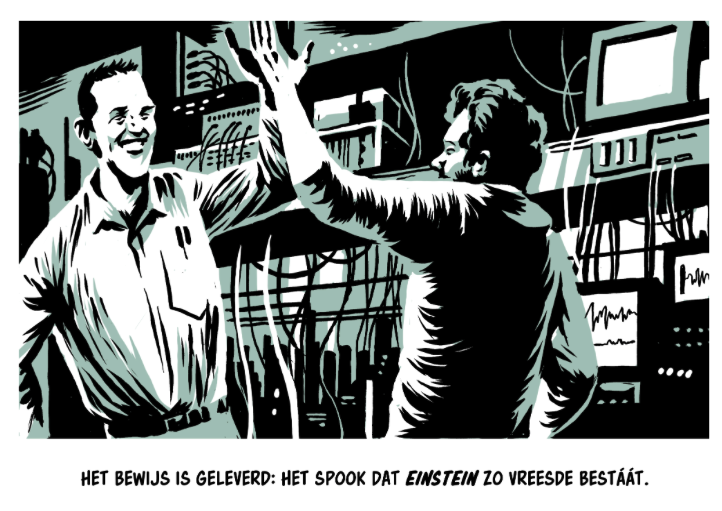 HET BEWIJS IS GELEVERD: HET SPOOK DAT EINSTEIN ZO VREESDE BESTÁÁT.